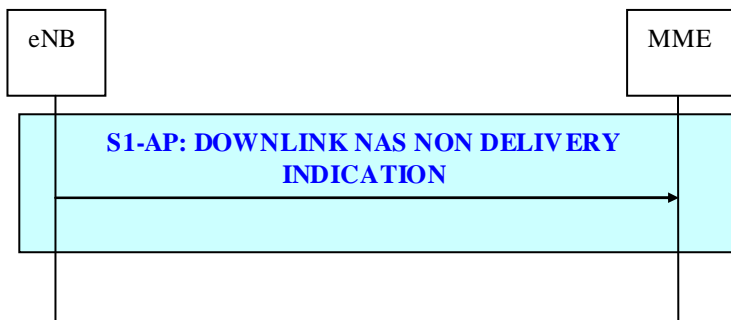 eNB
MME
S1-AP: DOWNLINK NAS NON DELIVERY
INDICATION